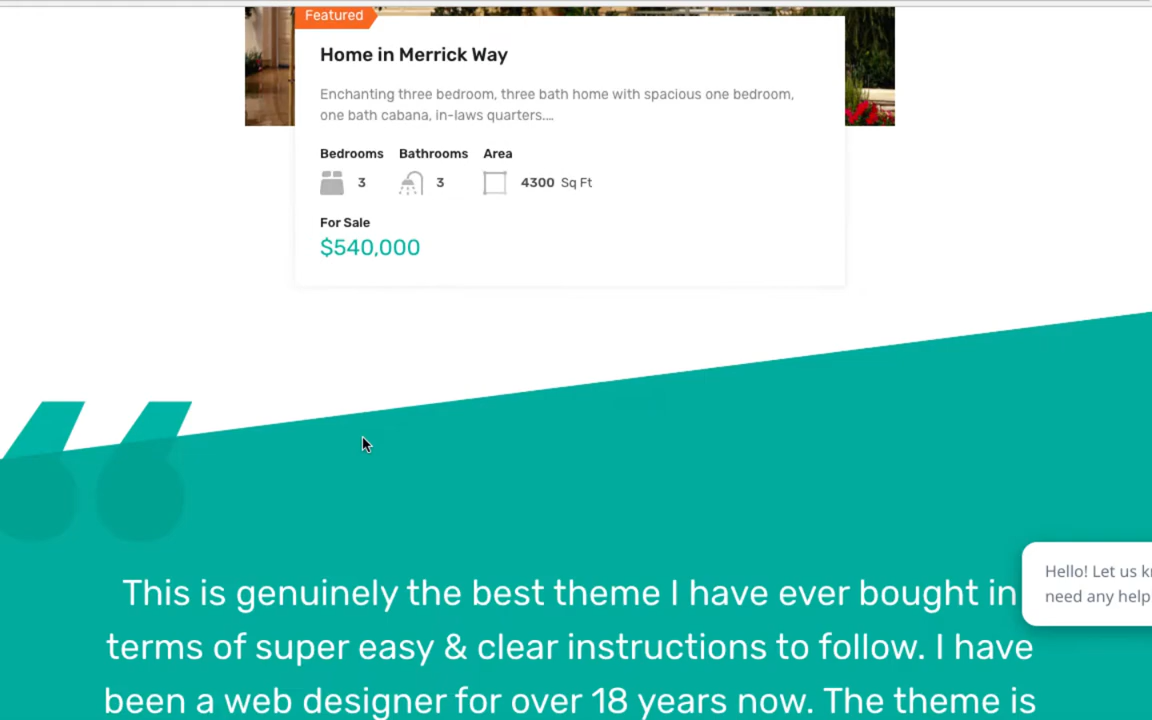 Featured
Home in Merrick Way
Enchanting three bedroom, three bath home with spacious one bedroom,
one bath cabana, in-laws quarters.…
Bedrooms Bathrooms Area
3 3 4300 Sq Ft
For Sale
$540,000
This is genuinely the best theme I have ever bought in
terms of super easy & clear instructions to follow. I have
been a web designer for over 18 years now. The theme is
Hello! Let us
need any help